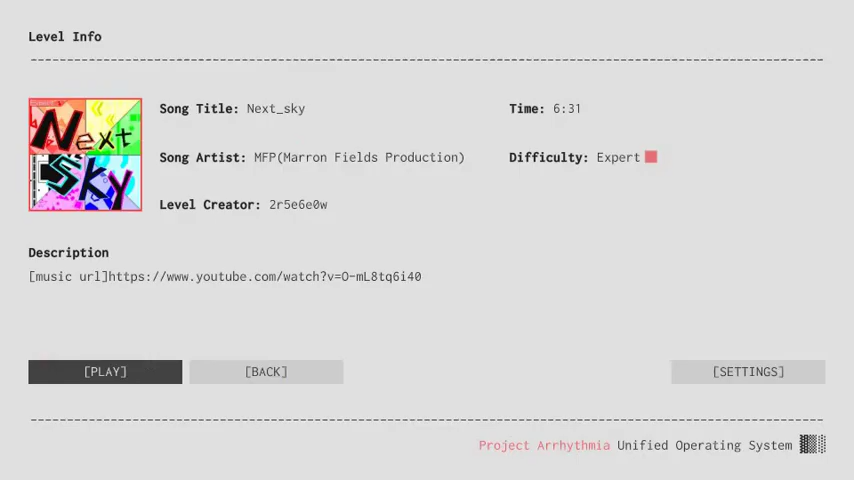 Level Info
Next Sky
Song Title: Next_sky
Time: 6:31
Song Artist: MFP(Marron Fields Production)
Difficulty: Expert
Level Creator: 2r5e6e0w
Description
[music url]https://www.youtube.com/watch?v=O-mL8tq6i40
[PLAY]
[BACK]
[SETTINGS]
Project Arrhythmia Unified Operating System